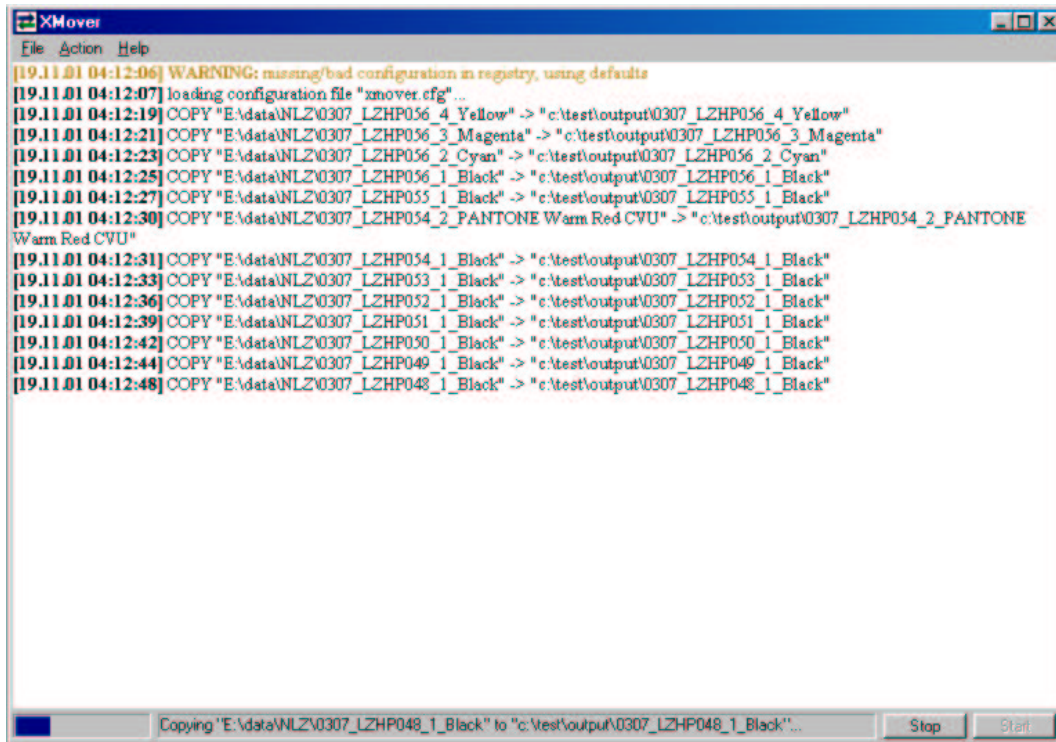 XMover
File Action Help
[19.11.01 04:12:06] WARNING: missing/bad configuration in registry, using defaults
[19.11.01 04:12:07] loading configuration file "xmover.cfg"...
[19.11.01 04:12:19] COPY "E:\data\NLZ\0307_LZHP056_4_Yellow" -> "c:\test\output\0307_LZHP056_4_Yellow"
[19.11.01 04:12:21] COPY "E:\data\NLZ\0307_LZHP056_3_Magenta" -> "c:\test\output\0307_LZHP056_3_Magenta"
[19.11.01 04:12:23] COPY "E:\data\NLZ\0307_LZHP056_2_Cyan" -> "c:\test\output\0307_LZHP056_2_Cyan"
[19.11.01 04:12:25] COPY "E:\data\NLZ\0307_LZHP056_1_Black" -> "c:\test\output\0307_LZHP056_1_Black"
[19.11.01 04:12:27] COPY "E:\data\NLZ\0307_LZHP055_1_Black" -> "c:\test\output\0307_LZHP055_1_Black"
[19.11.01 04:12:30] COPY "E:\data\NLZ\0307_LZHP054_2_PANTONE Warm Red CVU" -> "c:\test\output\0307_LZHP054_2_PANTONE
Warm Red CVU"
[19.11.01 04:12:31] COPY "E:\data\NLZ\0307_LZHP054_1_Black" -> "c:\test\output\0307_LZHP054_1_Black"
[19.11.01 04:12:33] COPY "E:\data\NLZ\0307_LZHP053_1_Black" -> "c:\test\output\0307_LZHP053_1_Black"
[19.11.01 04:12:36] COPY "E:\data\NLZ\0307_LZHP052_1_Black" -> "c:\test\output\0307_LZHP052_1_Black"
[19.11.01 04:12:39] COPY "E:\data\NLZ\0307_LZHP051_1_Black" -> "c:\test\output\0307_LZHP051_1_Black"
[19.11.01 04:12:42] COPY "E:\data\NLZ\0307_LZHP050_1_Black" -> "c:\test\output\0307_LZHP050_1_Black"
[19.11.01 04:12:44] COPY "E:\data\NLZ\0307_LZHP049_1_Black" -> "c:\test\output\0307_LZHP049_1_Black"
[19.11.01 04:12:48] COPY "E:\data\NLZ\0307_LZHP048_1_Black" -> "c:\test\output\0307_LZHP048_1_Black"
Copying "E:\data\NLZ\0307_LZHP048_1_Black" to "c:\test\output\0307_LZHP048_1_Black"... Stop Start